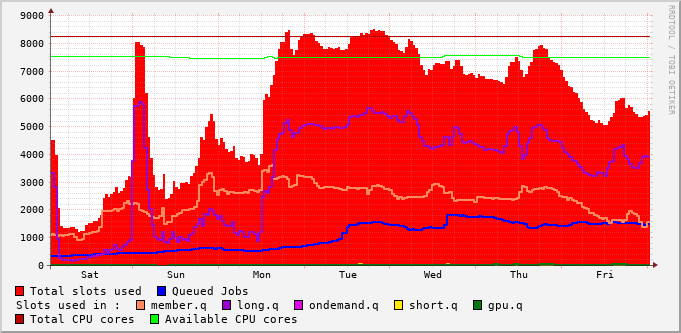 RRDTOOL / TOBI OETIKER
9000
8000
7000
6000
5000
4000
3000
2000
1000
0
Sat Sun Mon Tue Wed Thu Fri
Total slots used Queued Jobs
Slots used in : member.q long.q ondemand.q short.q gpu.q
Total CPU cores Available CPU cores